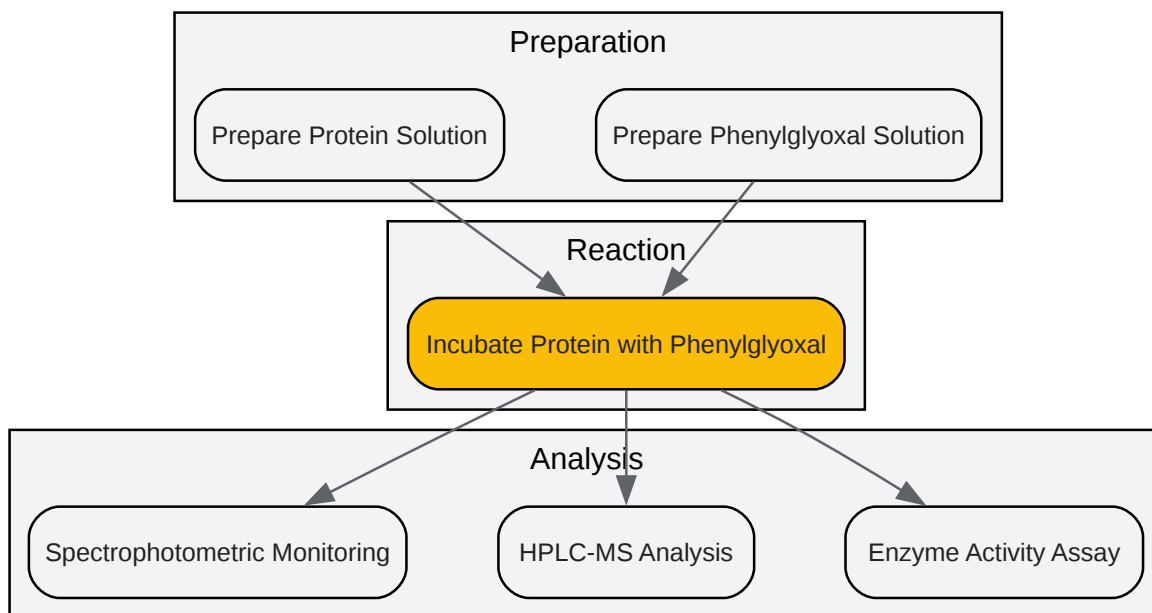 Preparation
Prepare Protein Solution
Prepare Phenylglyoxal Solution
Reaction
Incubate Protein with Phenylglyoxal
Analysis
Spectrophotometric Monitoring
HPLC-MS Analysis
Enzyme Activity Assay